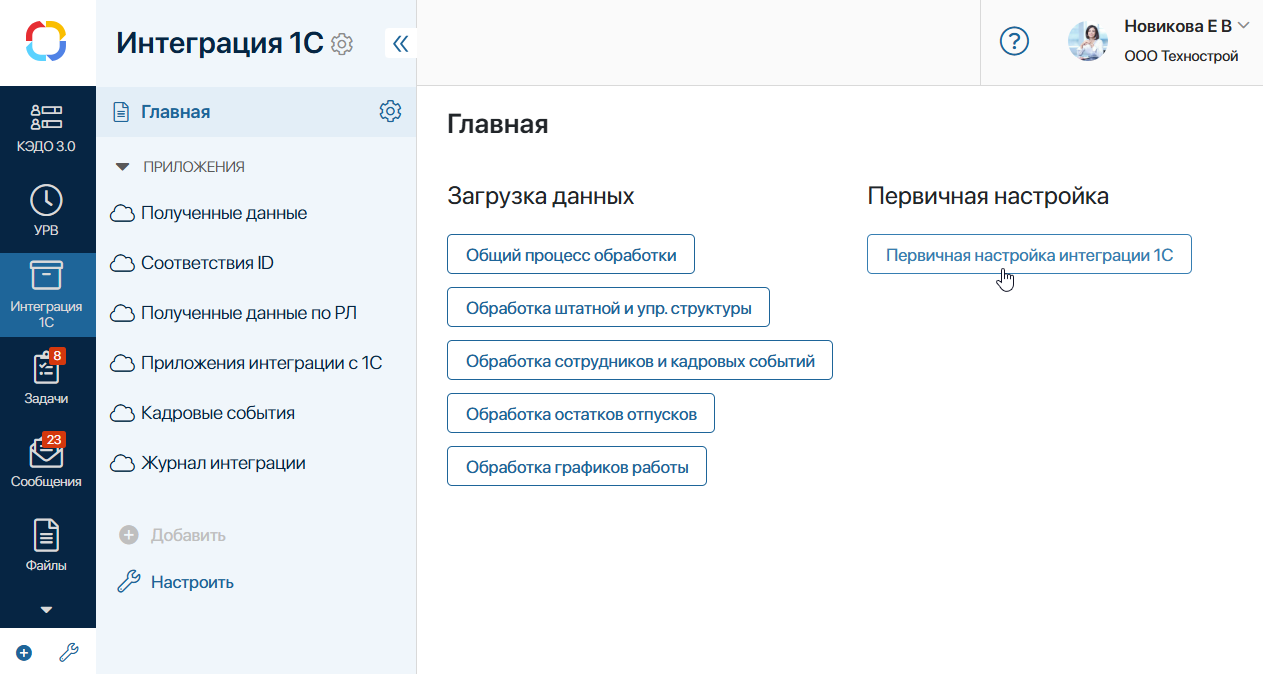 Интеграция 1С
Новикова Е В
ООО Технострой
КЭДО 3.0
УРВ
Интеграция
1С
8
Задачи
23
Сообщения
Файлы
Главная
ПРИЛОЖЕНИЯ
Полученные данные
Соответствия ID
Полученные данные по РЛ
Приложения интеграции с 1С
Кадровые события
Журнал интеграции
Добавить
Настроить
Главная
Загрузка данных
Общий процесс обработки
Обработка штатной и упр. структуры
Обработка сотрудников и кадровых событий
Обработка остатков отпусков
Обработка графиков работы
Первичная настройка
Первичная настройка интеграции 1С